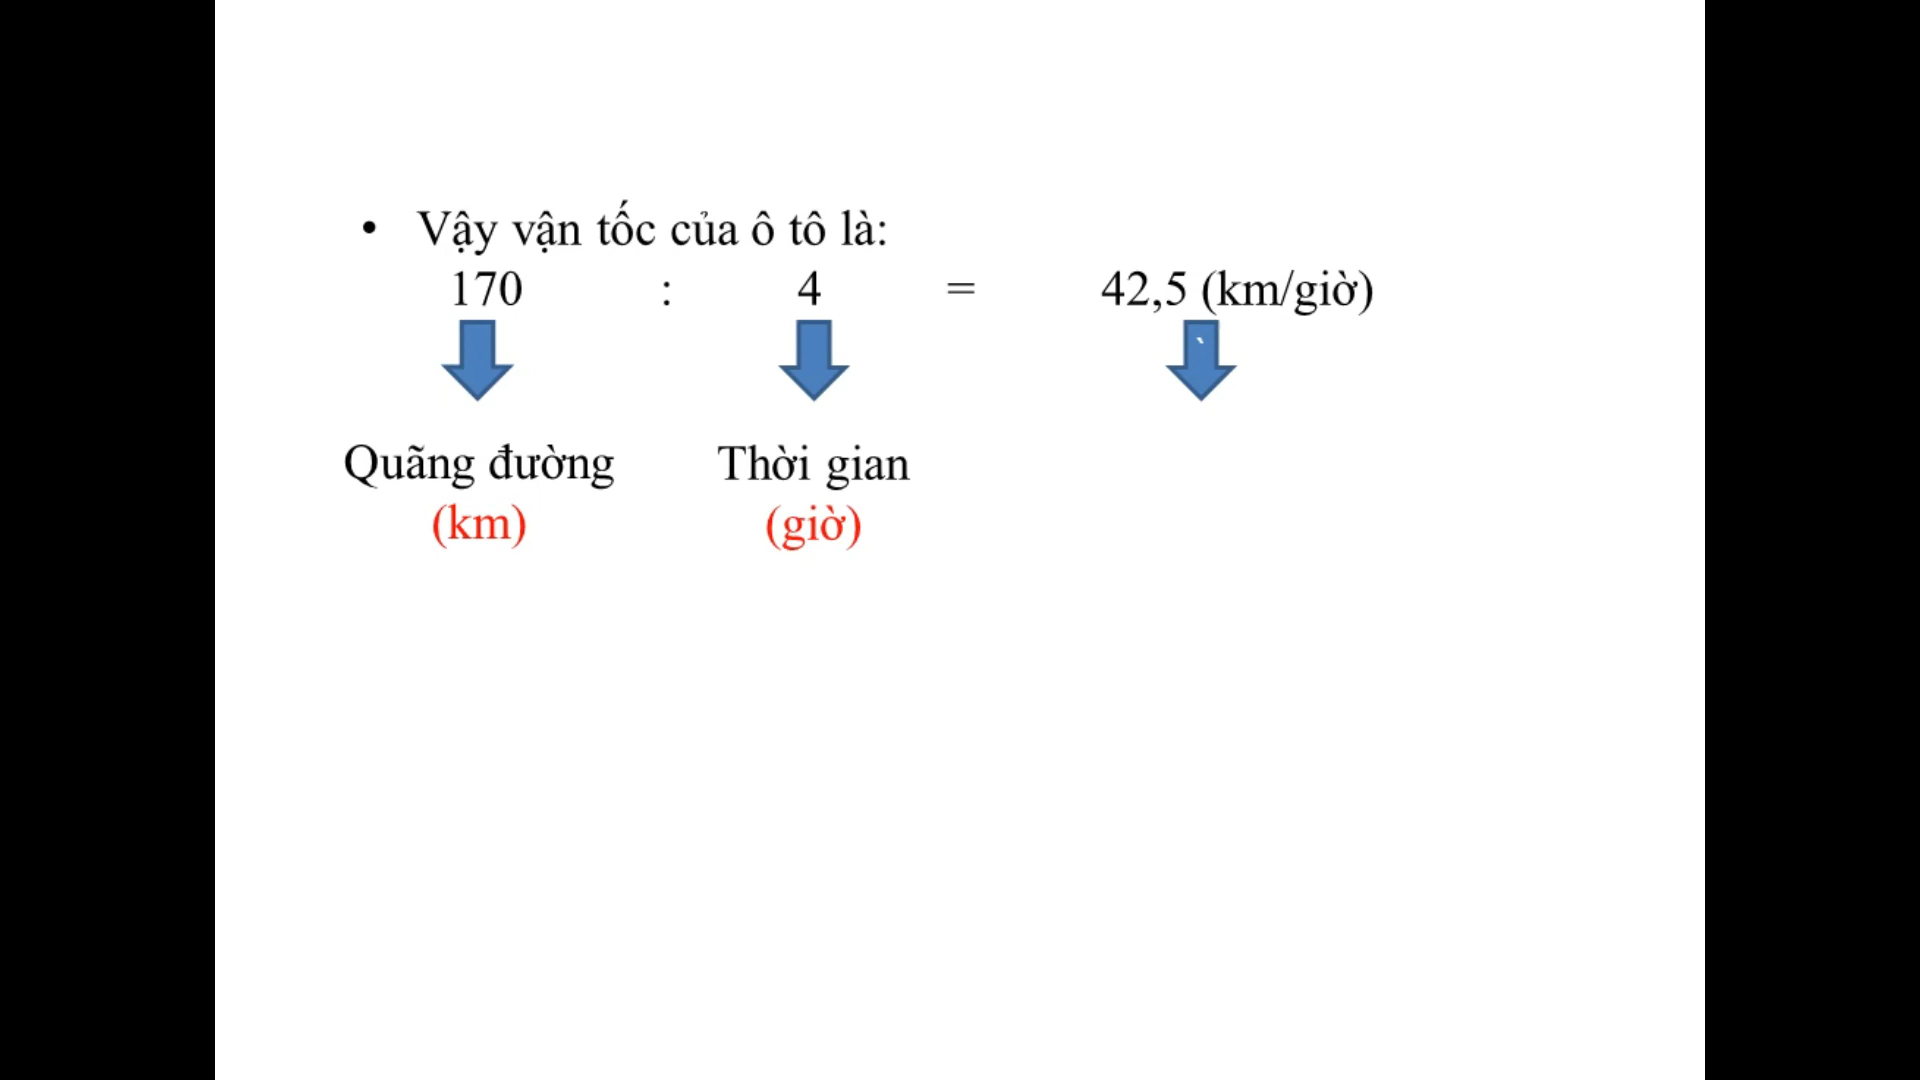 • Vậy vận tốc của ô tô là:
170 : 4 = 42,5 (km/giờ)
`
Quãng đường Thời gian
(km) (giờ)